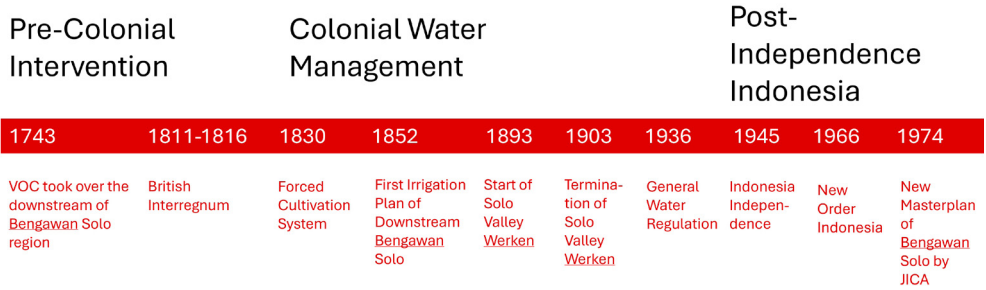 Pre-Colonial
Intervention
Colonial Water
Management
Post-
Independence
Indonesia
1743 1811-1816 1830 1852 1893 1903 1936 1945 1966 1974
VOC took over the
downstream of
Bengawan Solo
region
British
Interregnum
Forced
Cultivation
System
First Irrigation
Plan of
Downstream
Bengawan
Solo
Start of
Solo
Valley
Werken
Termina-
tion of
Solo
Valley
Werken
General
Water
Regulation
Indonesia
Indepen-
dence
New
Order
Indonesia
New
Masterplan
of
Bengawan
Solo by
JICA